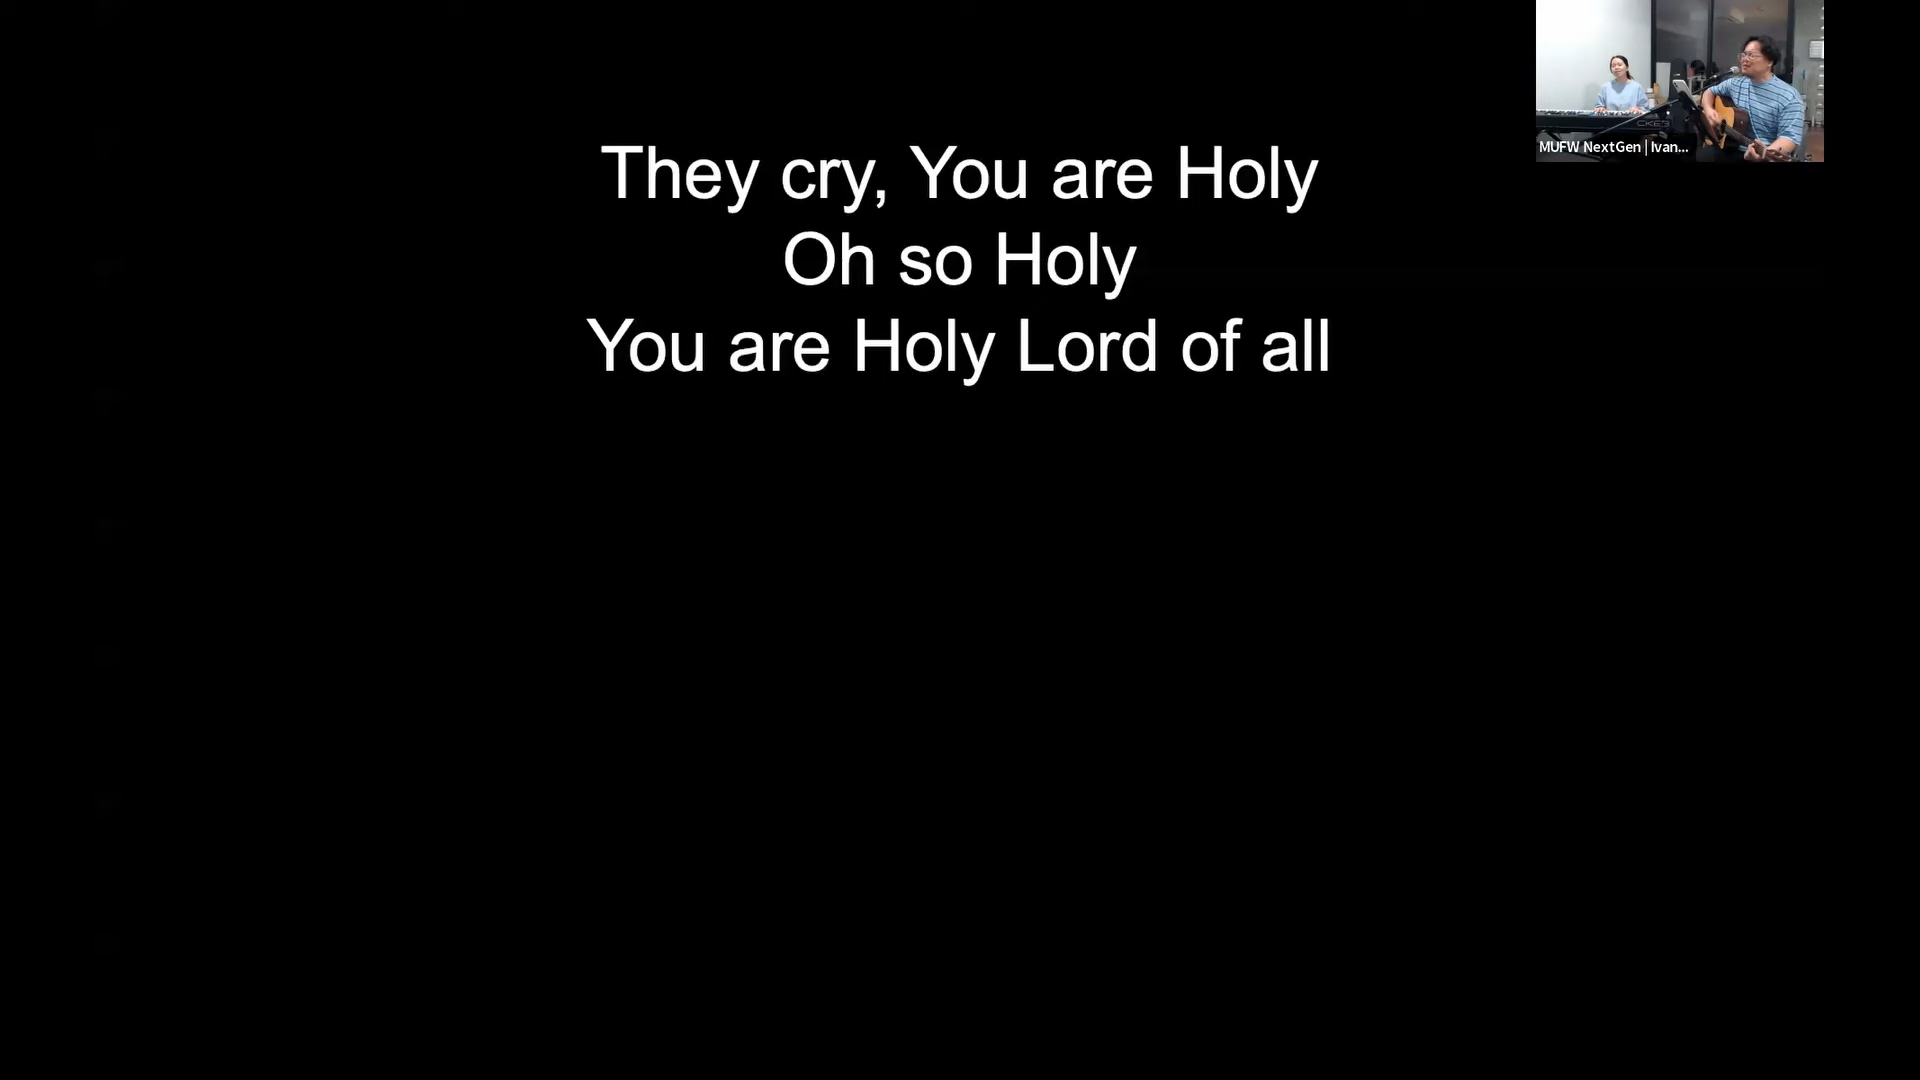 They cry, You are Holy
Oh so Holy
You are Holy Lord of all
MUFW NextGen | Ivan...